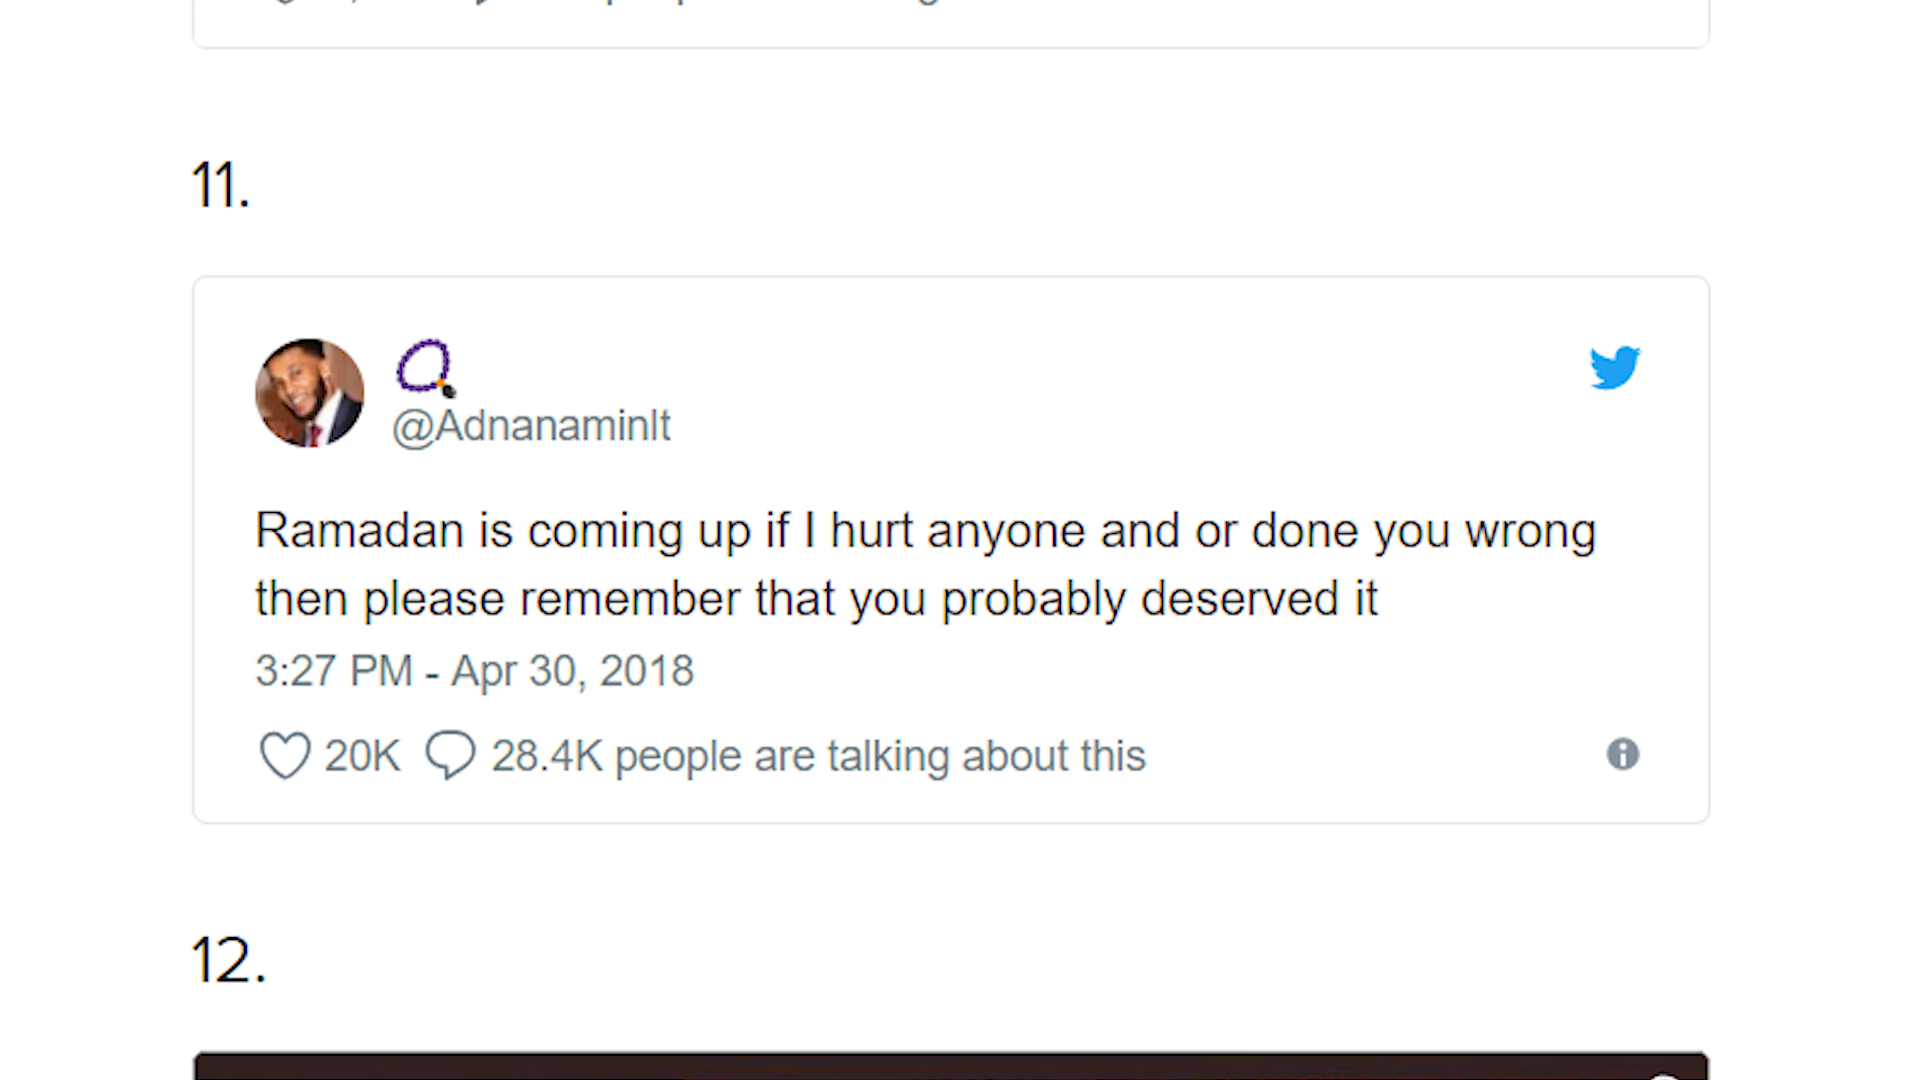 11.
@Adnanaminlt
Ramadan is coming up if I hurt anyone and or done you wrong
then please remember that you probably deserved it
3:27 PM - Apr 30, 2018
20K 28.4K people are talking about this
12.